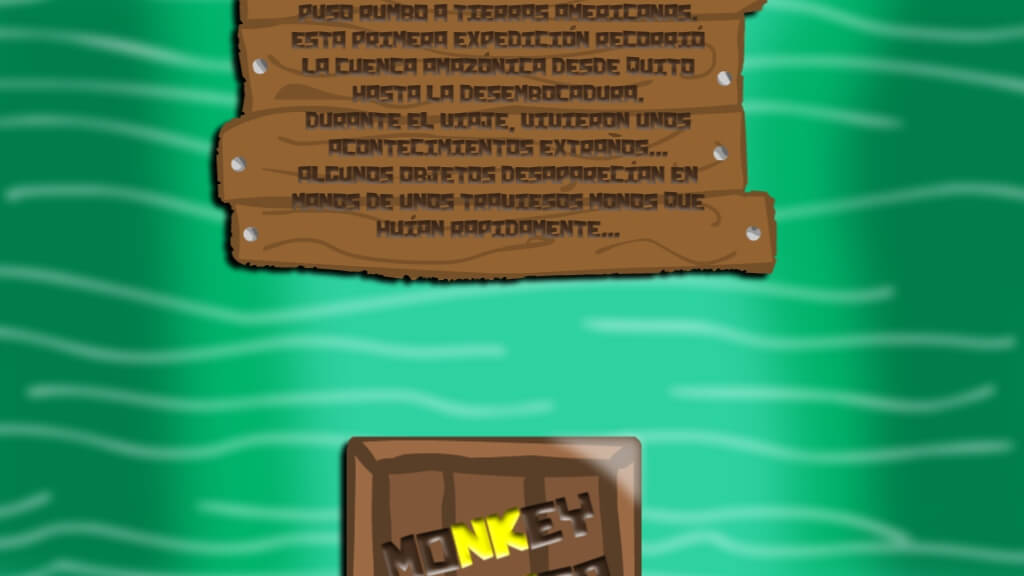 PUSO RUMBO A TIERRAS AMERICANAS.
ESTA PRIMERA EXPEDICIÓN RECORRIÓ
LA CUENCA AMAZÓNICA DESDE QUITO
HASTA LA DESEMBOCADURA.
DURANTE EL VIAJE, VIVIERON UNOS
ACONTECIMIENTOS EXTRAÑOS...
ALGUNOS OBJETOS DESAPARECÍAN EN
MANOS DE UNOS TRAVIESOS MONOS QUE
HUÍAN RAPIDAMENTE...
MONKEY